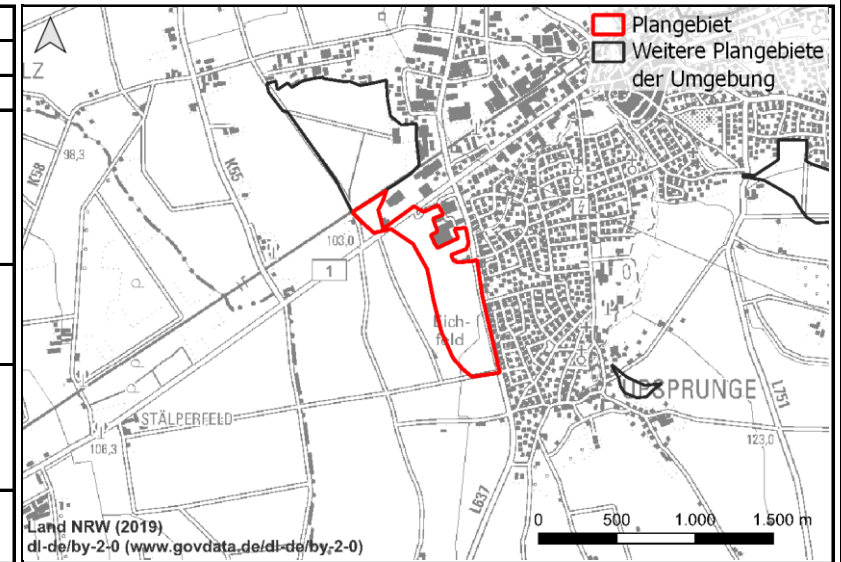 Plangebiet
Weitere Plangebiete
der Umgebung
LZ
98,3
K58
K55
103,0
1
Eich-
feld
URSPRUNGE
L751
STÄLPERFELD
106,3
123,0
L637
Land NRW (2019)
dl-de/by-2-0 (www.govdata.de/dl-de/by-2-0)
0 500 1.000 1.500 m